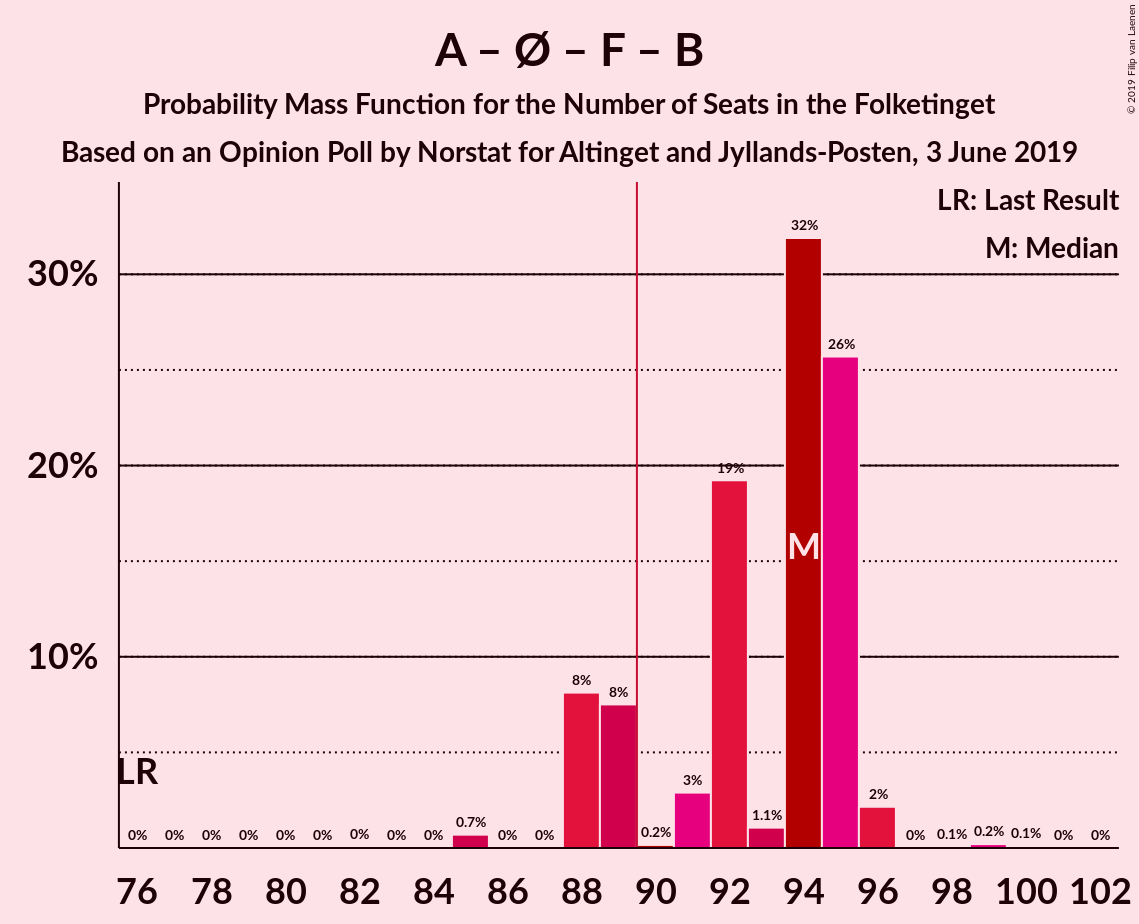 A – Ø – F – B
Probability Mass Function for the Number of Seats in the Folketinget
Based on an Opinion Poll by Norstat for Altinget and Jyllands-Posten, 3 June 2019
© 2019 Filip van Laenen
LR: Last Result
M: Median
30%
20%
10%
LR
M
0% 0% 0% 0% 0% 0% 0% 0% 0% 0.7% 0% 0% 8% 8% 0.2% 3% 19% 1.1% 32% 26% 2% 0% 0.1% 0.2% 0.1% 0% 0%
76 78 80 82 84 86 88 90 92 94 96 98 100 102